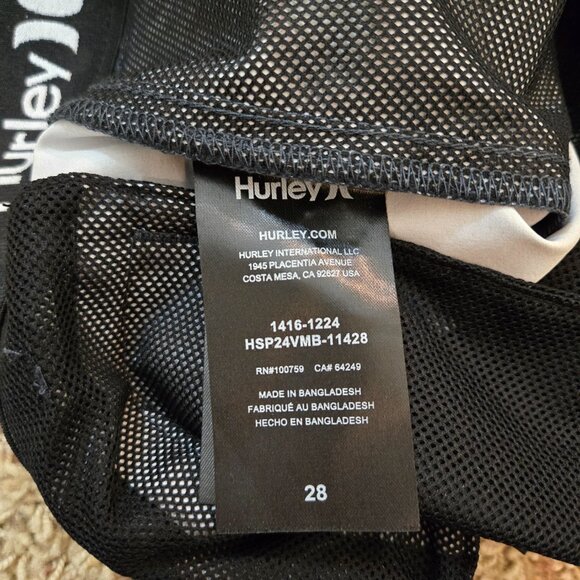 Hurley
Hurley
HURLEY.COM
HURLEY INTERNATIONAL LLC
1945 PLACENTIA AVENUE
COSTA MESA, CA 92627 USA
1416-1224
HSP24VMB-11428
RN#100759 CA# 64249
MADE IN BANGLADESH
FABRIQUÉ AU BANGLADESH
HECHO EN BANGLADESH
28